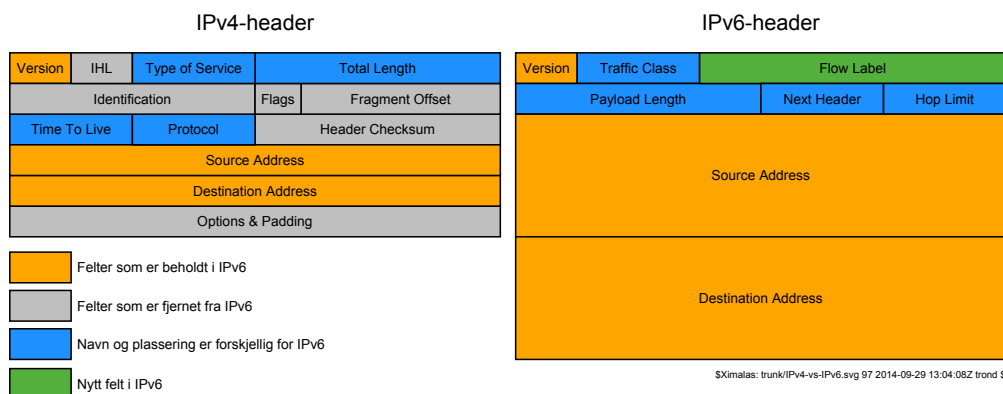 IPv4-header
Version IHL Type of Service Total Length
Identification Flags Fragment Offset
Time To Live Protocol Header Checksum
Source Address
Destination Address
Options & Padding
Felter som er beholdt i IPv6
Felter som er fjernet fra IPv6
Navn og plassering er forskjellig for IPv6
Nytt felt i IPv6
IPv6-header
Version Traffic Class Flow Label
Payload Length Next Header Hop Limit
Source Address
Destination Address
$Ximalas: trunk/IPv4-vs-IPv6.svg 97 2014-09-29 13:04:08Z trond $